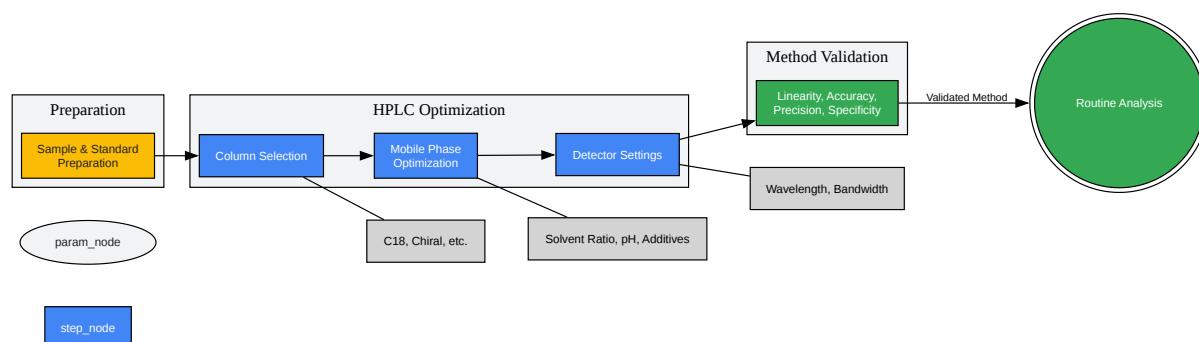 Preparation
Sample & Standard
Preparation
HPLC Optimization
Column Selection
Mobile Phase
Optimization
Detector Settings
Method Validation
Linearity, Accuracy,
Precision, Specificity
Validated Method
Routine Analysis
C18, Chiral, etc.
Solvent Ratio, pH, Additives
Wavelength, Bandwidth
param_node
step_node